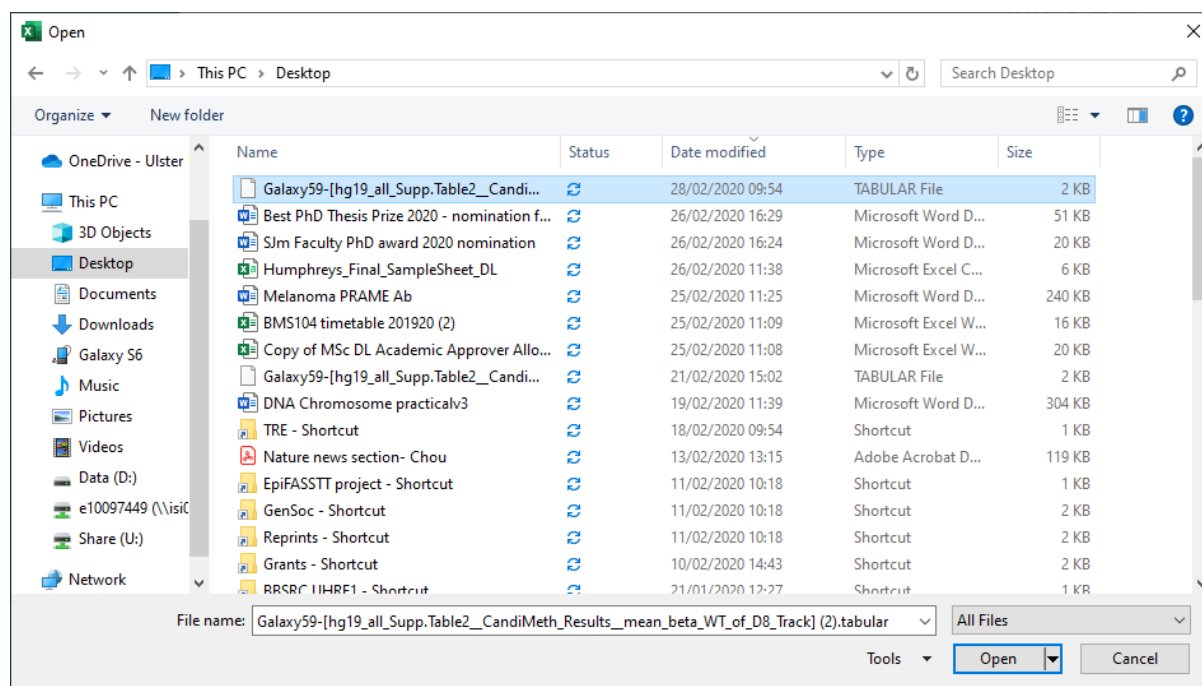 Open
This PC > Desktop
Search Desktop
Organize New folder
Name Status Date modified Type Size
OneDrive - Ulster
This PC
3D Objects
Desktop
Documents
Downloads
Galaxy S6
Music
Pictures
Videos
Data (D:)
e10097449 (\\isi
Share (U:)
Network
Galaxy59-[hg19_all_Supp.Table2__Candi... 28/02/2020 09:54 TABULAR File 2 KB
Best PhD Thesis Prize 2020 - nomination f... 26/02/2020 16:29 Microsoft Word D... 51 KB
SJm Faculty PhD award 2020 nomination 26/02/2020 16:24 Microsoft Word D... 20 KB
Humphreys_Final_SampleSheet_DL 26/02/2020 11:38 Microsoft Excel C... 6 KB
Melanoma PRAME Ab 25/02/2020 11:25 Microsoft Word D... 240 KB
BMS104 timetable 201920 (2) 25/02/2020 11:09 Microsoft Excel W... 16 KB
Copy of MSc DL Academic Approver Allo... 25/02/2020 11:08 Microsoft Excel W... 20 KB
Galaxy59-[hg19_all_Supp.Table2__Candi... 21/02/2020 15:02 TABULAR File 2 KB
DNA Chromosome practicalv3 19/02/2020 11:39 Microsoft Word D... 304 KB
TRE - Shortcut 18/02/2020 09:54 Shortcut 1 KB
Nature news section- Chou 13/02/2020 13:15 Adobe Acrobat D... 119 KB
EpiFASSTT project - Shortcut 11/02/2020 10:18 Shortcut 1 KB
GenSoc - Shortcut 11/02/2020 10:18 Shortcut 2 KB
Reprints - Shortcut 11/02/2020 10:18 Shortcut 2 KB
Grants - Shortcut 10/02/2020 14:43 Shortcut 2 KB
BBSRC UHRF1 - Shortcut 21/01/2020 12:27 Shortcut 1 KB
File name: Galaxy59-[hg19_all_Supp.Table2__CandiMeth_Results__mean_beta_WT_of_D8_Track] (2).tabular All Files
Tools Open Cancel